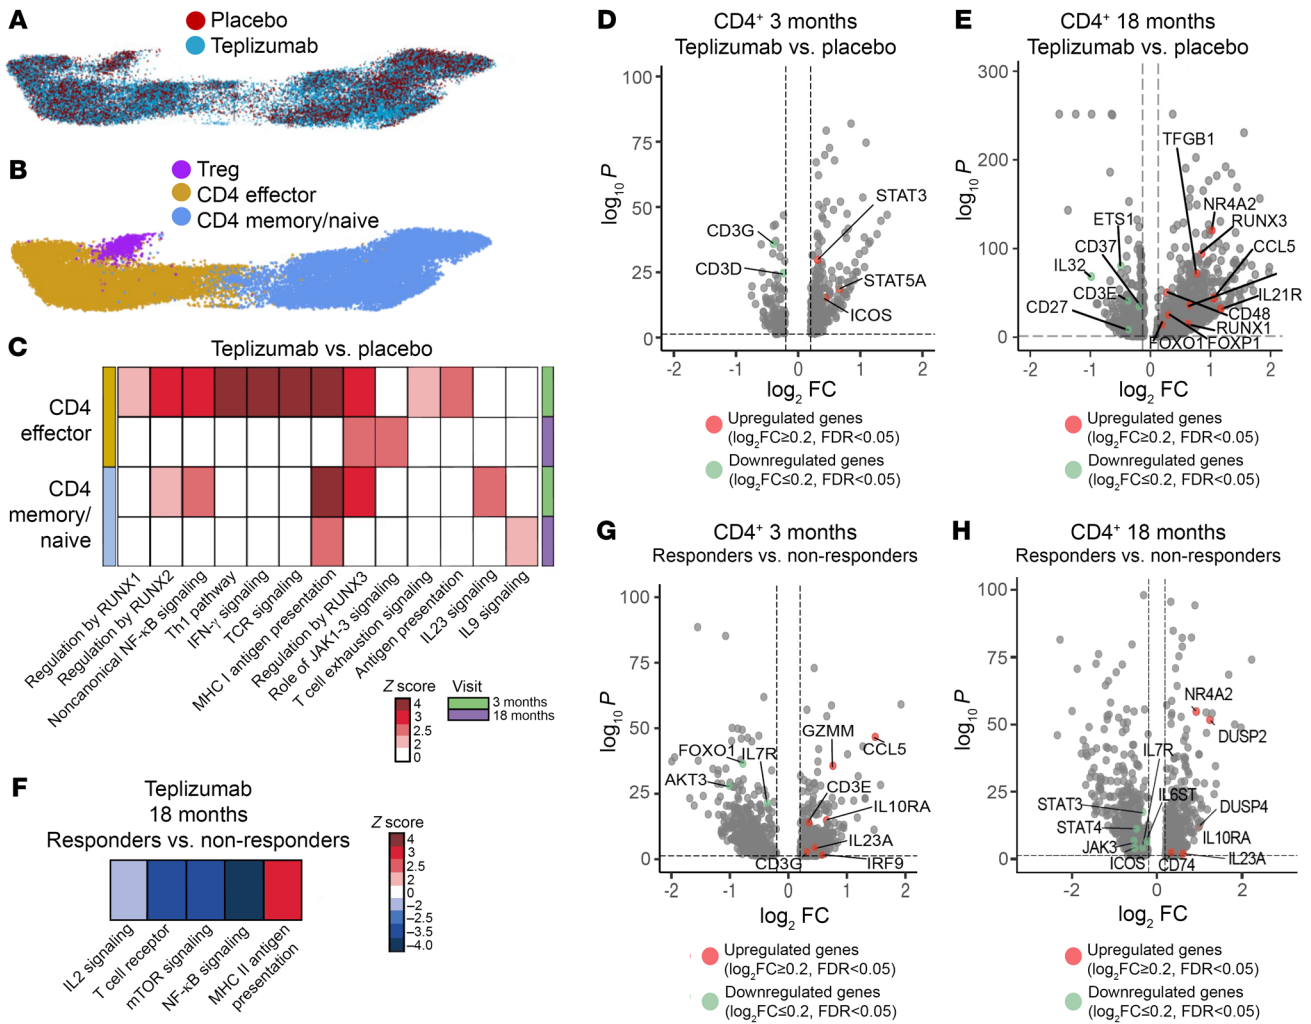 A
Placebo
Teplizumab
B
Treg
CD4 effector
CD4 memory/naive
C
Teplizumab vs. placebo
CD4
effector
CD4
memory/
naive
Regulation by RUNX1
Regulation by RUNX2
Noncanonical NF-κB signaling
Th1 pathway
IFN-γ signaling
TCR signaling
MHC I antigen presentation
Regulation by RUNX3
Role of JAK1-3 signaling
T cell exhaustion signaling
Antigen presentation
IL23 signaling
IL9 signaling
Z score
4
3
2.5
2
0
Visit
3 months
18 months
D
CD4+ 3 months
Teplizumab vs. placebo
log10 P
100
75
50
25
0
STAT3
CD3G
CD3D
STAT5A
ICOS
-2 -1 0 1 2
log2 FC
Upregulated genes
(log2FC≥0.2, FDR<0.05)
Downregulated genes
(log2FC≤0.2, FDR<0.05)
E
CD4+ 18 months
Teplizumab vs. placebo
log10 P
300
200
100
0
TFGB1
NR4A2
RUNX3
ETS1
CD37
CCL5
IL32
CD3E
IL21R
CD27
CD48
RUNX1
FOXO1
FOXP1
-2 -1 0 1 2
log2 FC
Upregulated genes
(log2FC≥0.2, FDR<0.05)
Downregulated genes
(log2FC≤0.2, FDR<0.05)
F
Teplizumab
18 months
Responders vs. non-responders
IL2 signaling
T cell receptor
mTOR signaling
NF-κB signaling
MHC II antigen
presentation
Z score
4
3
2.5
2
0
–2
–2.5
–3.5
–4.0
G
CD4+ 3 months
Responders vs. non-responders
log10 P
100
75
50
25
0
GZMM
FOXO1
IL7R
CCL5
AKT3
CD3E
IL10RA
IL23A
CD3G
IRF9
-2 -1 0 1 2
log2 FC
Upregulated genes
(log2FC≥0.2, FDR<0.05)
Downregulated genes
(log2FC≤0.2, FDR<0.05)
H
CD4+ 18 months
Responders vs. non-responders
log10 P
100
75
50
25
0
NR4A2
DUSP2
IL7R
IL6ST
STAT3
DUSP4
STAT4
IL10RA
JAK3
ICOS
CD74
IL23A
-2 0 2
log2 FC
Upregulated genes
(log2FC≥0.2, FDR<0.05)
Downregulated genes
(log2FC≤0.2, FDR<0.05)